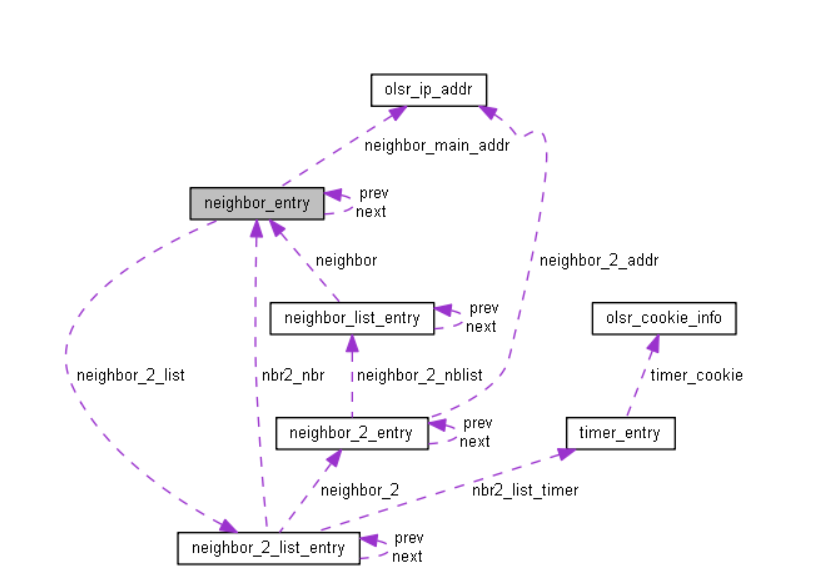 olsr_ip_addr
neighbor_main_addr
neighbor_entry
prev
next
neighbor
neighbor_2_addr
neighbor_list_entry
prev
next
olsr_cookie_info
neighbor_2_list
nbr2_nbr
neighbor_2_nblist
timer_cookie
neighbor_2_entry
prev
next
timer_entry
neighbor_2
nbr2_list_timer
neighbor_2_list_entry
prev
next